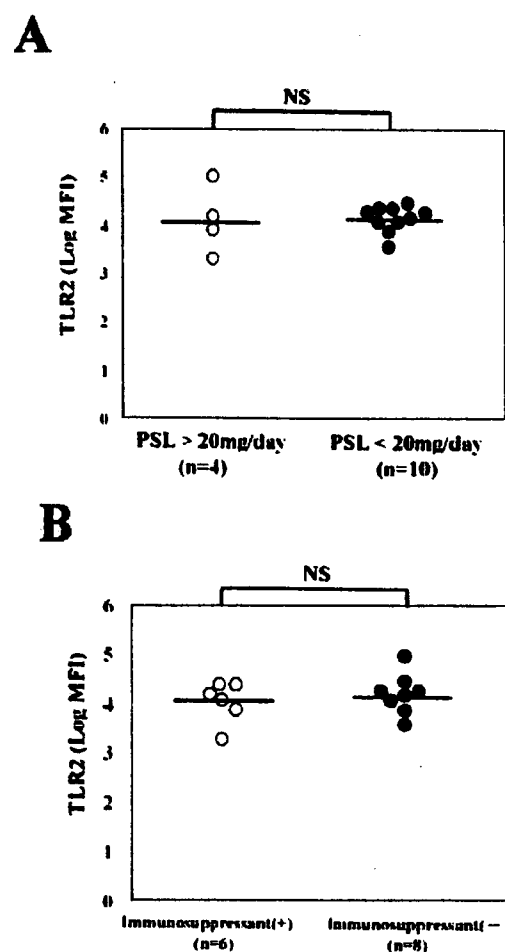 A
NS
6
5
4
3
2
1
0
TLR2 (Log MFI)
PSL > 20mg/day
(n=4)
PSL < 20mg/day
(n=10)
B
NS
6
5
4
3
2
1
0
TLR2 (Log MFI)
Immunosuppressant(+)
(n=6)
Immunosuppressant(−
(n=8)